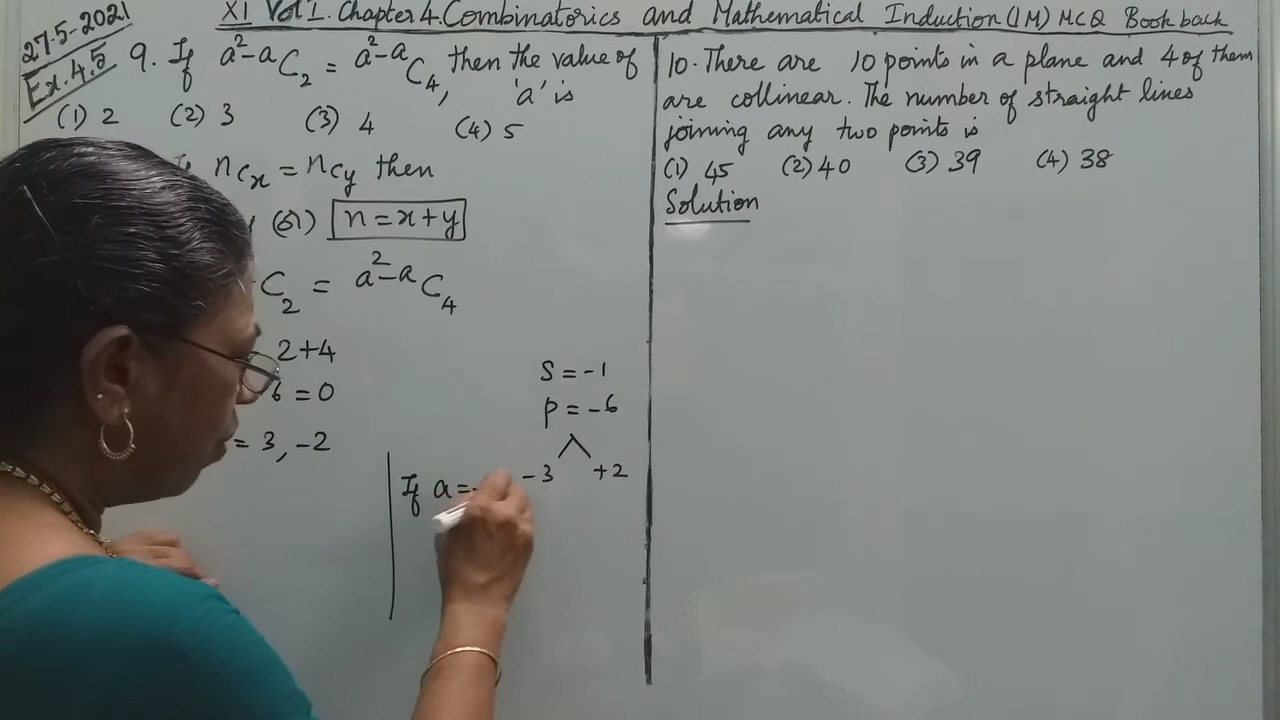 XI Vol I. Chapter 4. Combinatorics and Mathematical Induction (1M) MCQ Book back
27.5-2021
Ex. 4.5
9. If a²-aC₂ = a²-aC₄, then the value of
'a' is
(1) 2 (2) 3 (3) 4 (4) 5
nCx = nCy then
n = x+y
C₂ = a²-aC₄
2+4
6 = 0
= 3, -2
S = -1
P = -6
-3 +2
If a =
10. There are 10 points in a plane and 4 of them
are collinear. The number of straight lines
joining any two points is
(1) 45 (2) 40 (3) 39 (4) 38
Solution